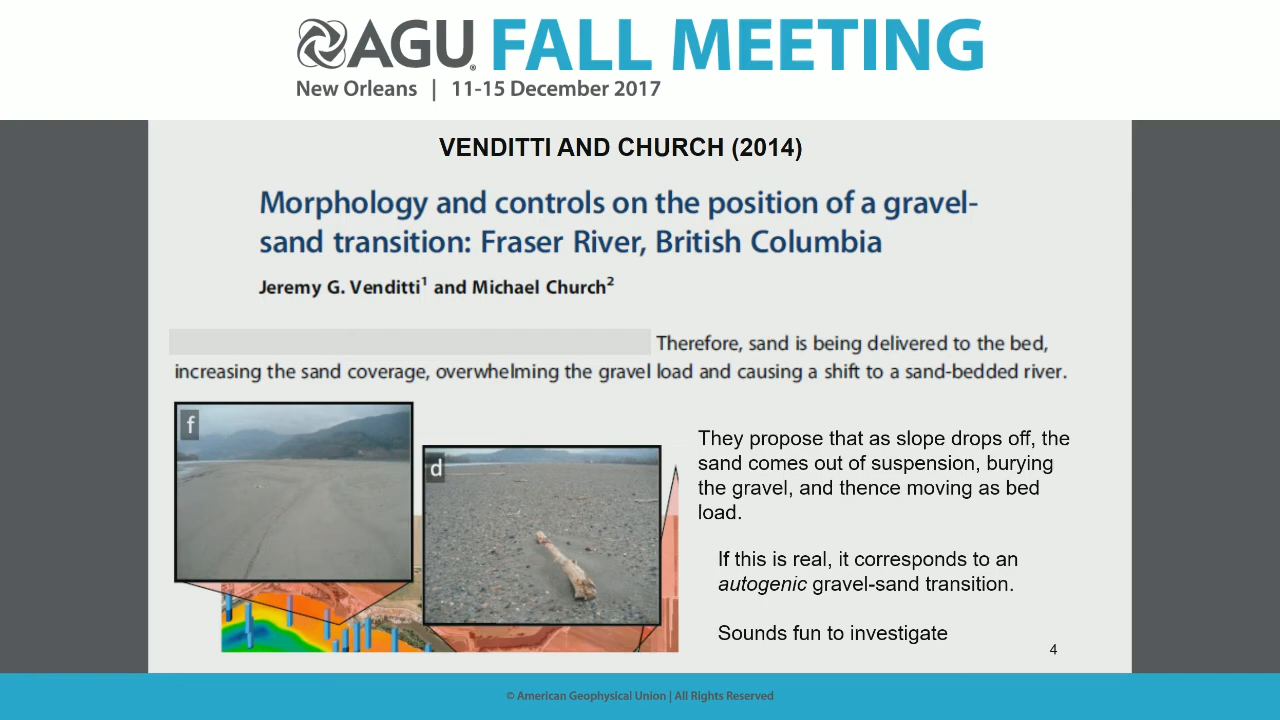 AGU FALL MEETING
New Orleans | 11-15 December 2017
VENDITTI AND CHURCH (2014)
Morphology and controls on the position of a gravel-
sand transition: Fraser River, British Columbia
Jeremy G. Venditti¹ and Michael Church²
Therefore, sand is being delivered to the bed,
increasing the sand coverage, overwhelming the gravel load and causing a shift to a sand-bedded river.
f
d
They propose that as slope drops off, the
sand comes out of suspension, burying
the gravel, and thence moving as bed
load.
If this is real, it corresponds to an
autogenic gravel-sand transition.
Sounds fun to investigate
4
© American Geophysical Union | All Rights Reserved